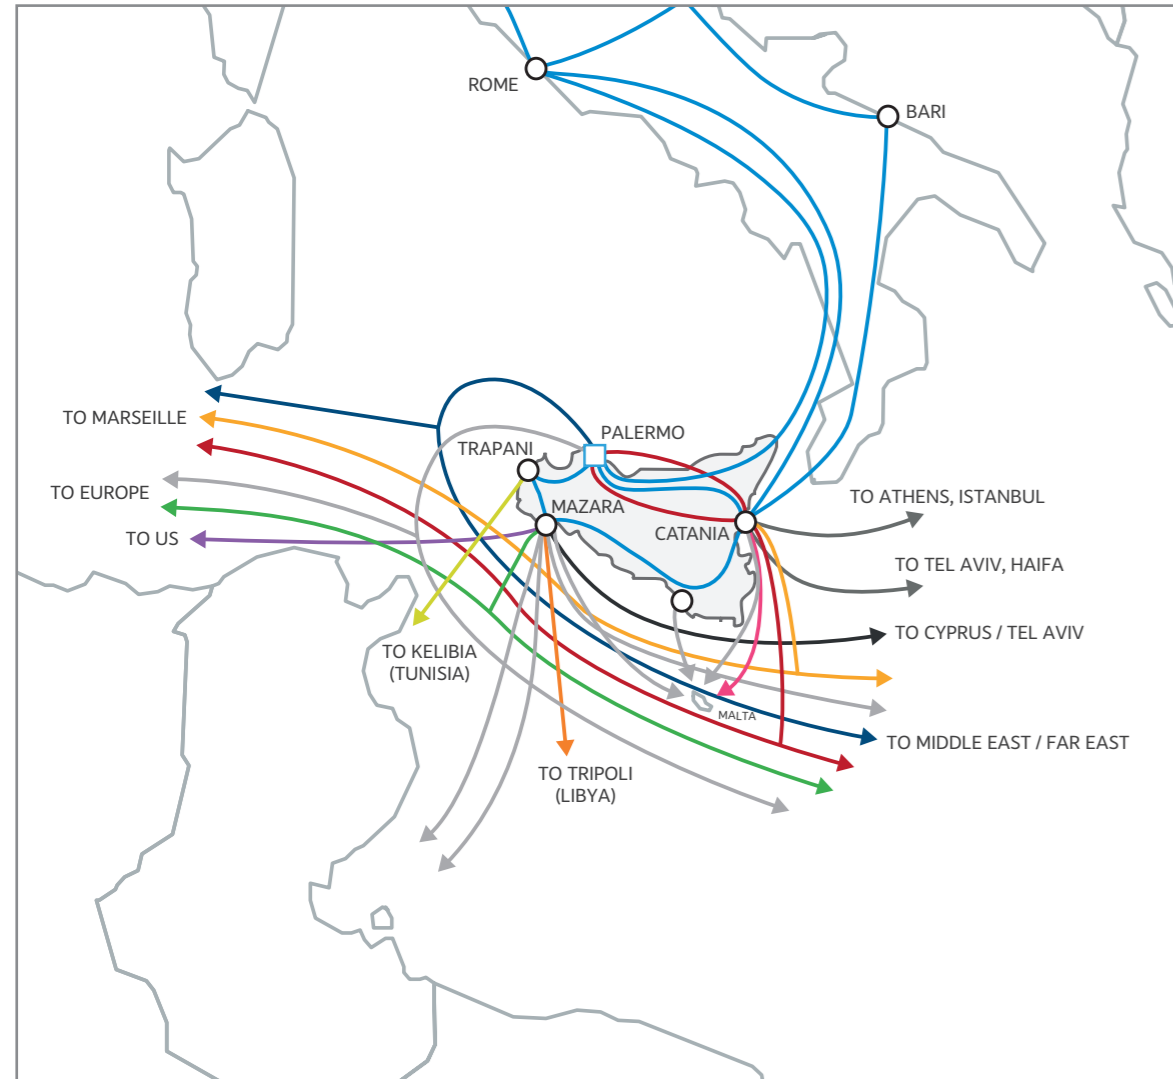 ROME
BARI
TO MARSEILLE
TRAPANI
PALERMO
TO EUROPE
MAZARA
TO US
CATANIA
TO ATHENS, ISTANBUL
TO TEL AVIV, HAIFA
TO CYPRUS / TEL AVIV
TO KELIBIA
(TUNISIA)
MALTA
TO MIDDLE EAST / FAR EAST
TO TRIPOLI
(LIBYA)